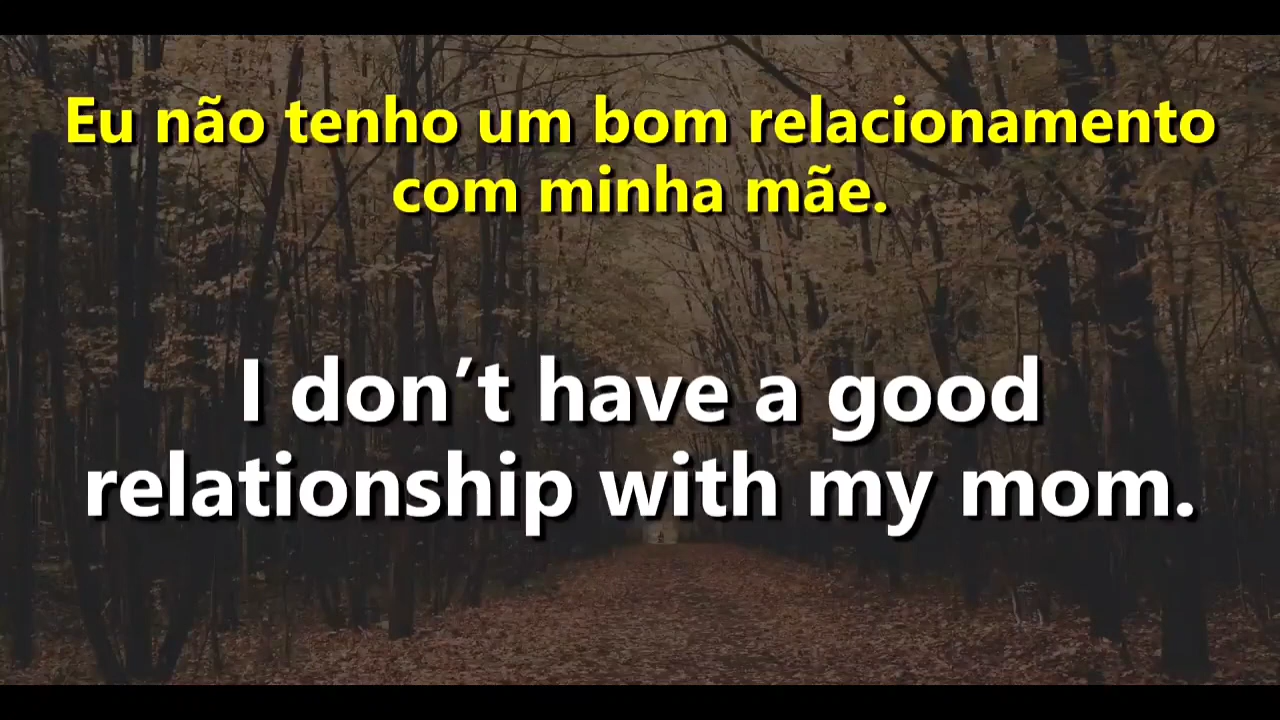 Eu não tenho um bom relacionamento
com minha mãe.
I don’t have a good
relationship with my mom.